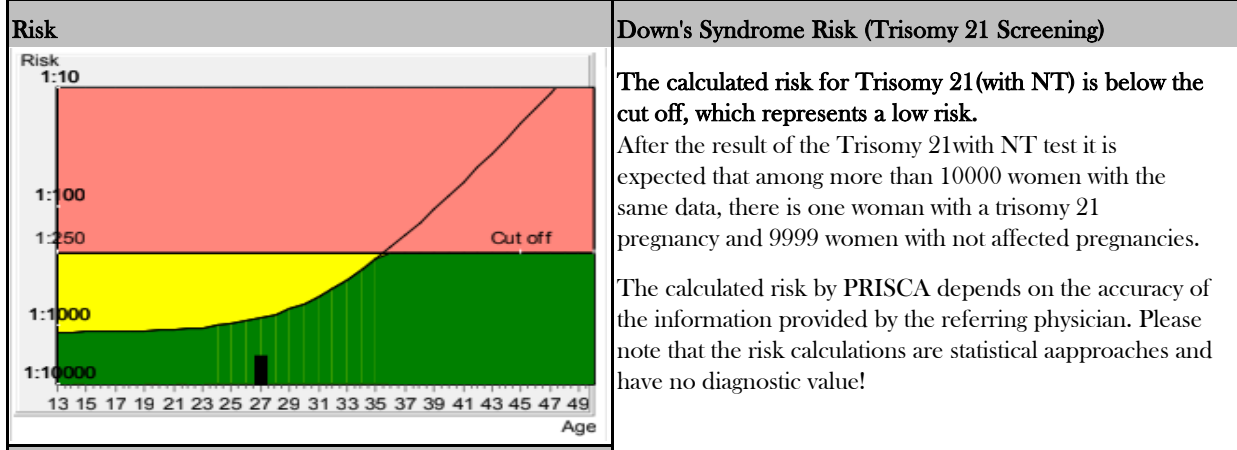 Risk
Risk
1:10
1:100
1:250
Cut off
1:1000
1:10000
13 15 17 19 21 23 25 27 29 31 33 35 37 39 41 43 45 47 49
Age
Down's Syndrome Risk (Trisomy 21 Screening)
The calculated risk for Trisomy 21(with NT) is below the
cut off, which represents a low risk.
After the result of the Trisomy 21with NT test it is
expected that among more than 10000 women with the
same data, there is one woman with a trisomy 21
pregnancy and 9999 women with not affected pregnancies.
The calculated risk by PRISCA depends on the accuracy of
the information provided by the referring physician. Please
note that the risk calculations are statistical aapproaches and
have no diagnostic value!